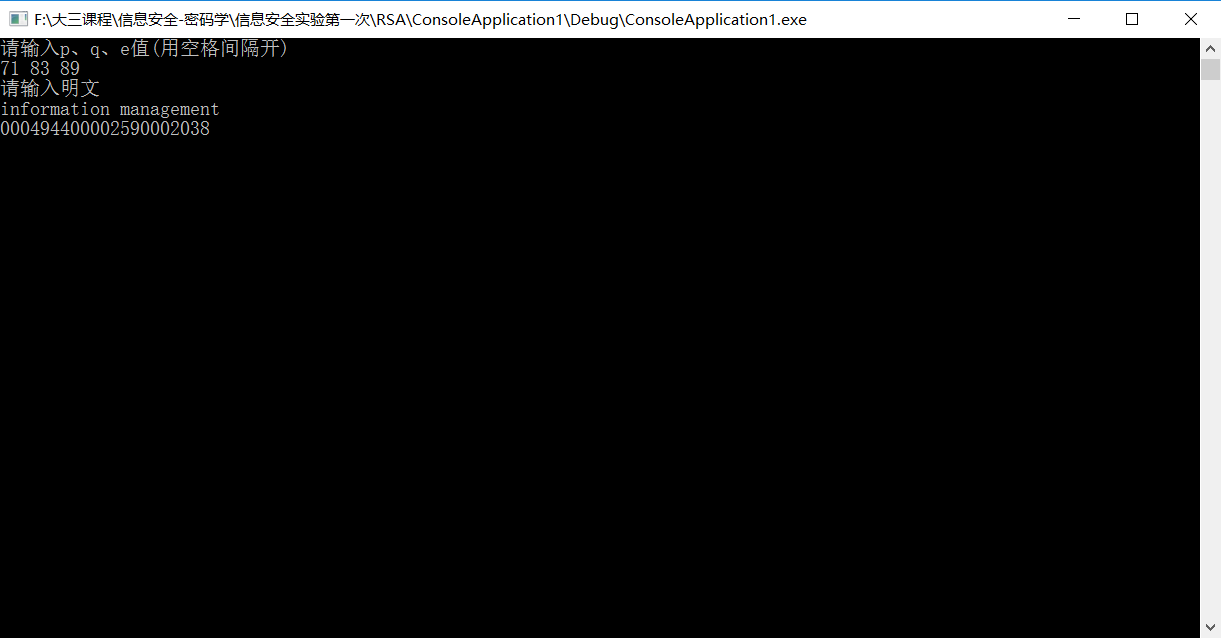 F:\大三课程\信息安全-密码学\信息安全实验第一次\RSA\ConsoleApplication1\Debug\ConsoleApplication1.exe
请输入p、q、e值(用空格间隔开)
71 83 89
请输入明文
information management
000494400002590002038